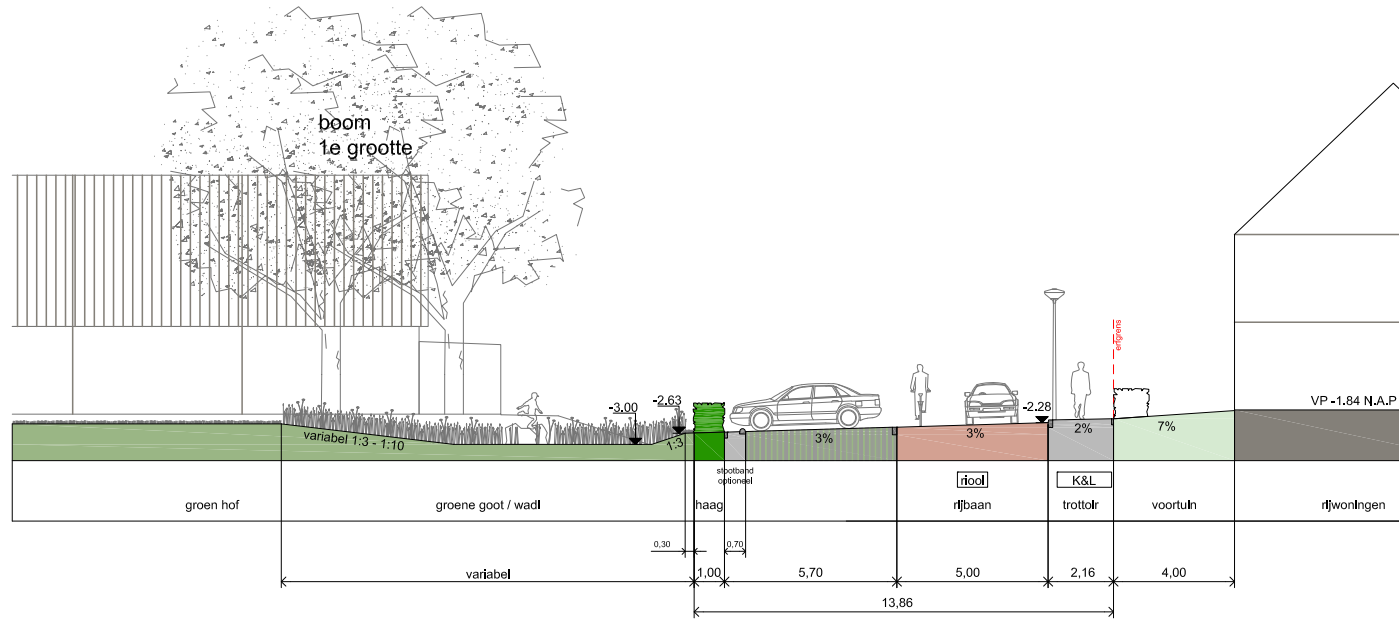 boom
1e grootte
erfgrens
-3.00
-2.63
-2.28
VP -1.84 N.A.P
variabel 1:3 - 1:10
1:3
3%
3%
2%
7%
stootband
optioneel
riool
K&L
groen hof
groene goot / wadi
haag
rijbaan
trottoir
voortuin
rijwoningen
0,30
0,70
variabel
1,00
5,70
5,00
2,16
4,00
13,86